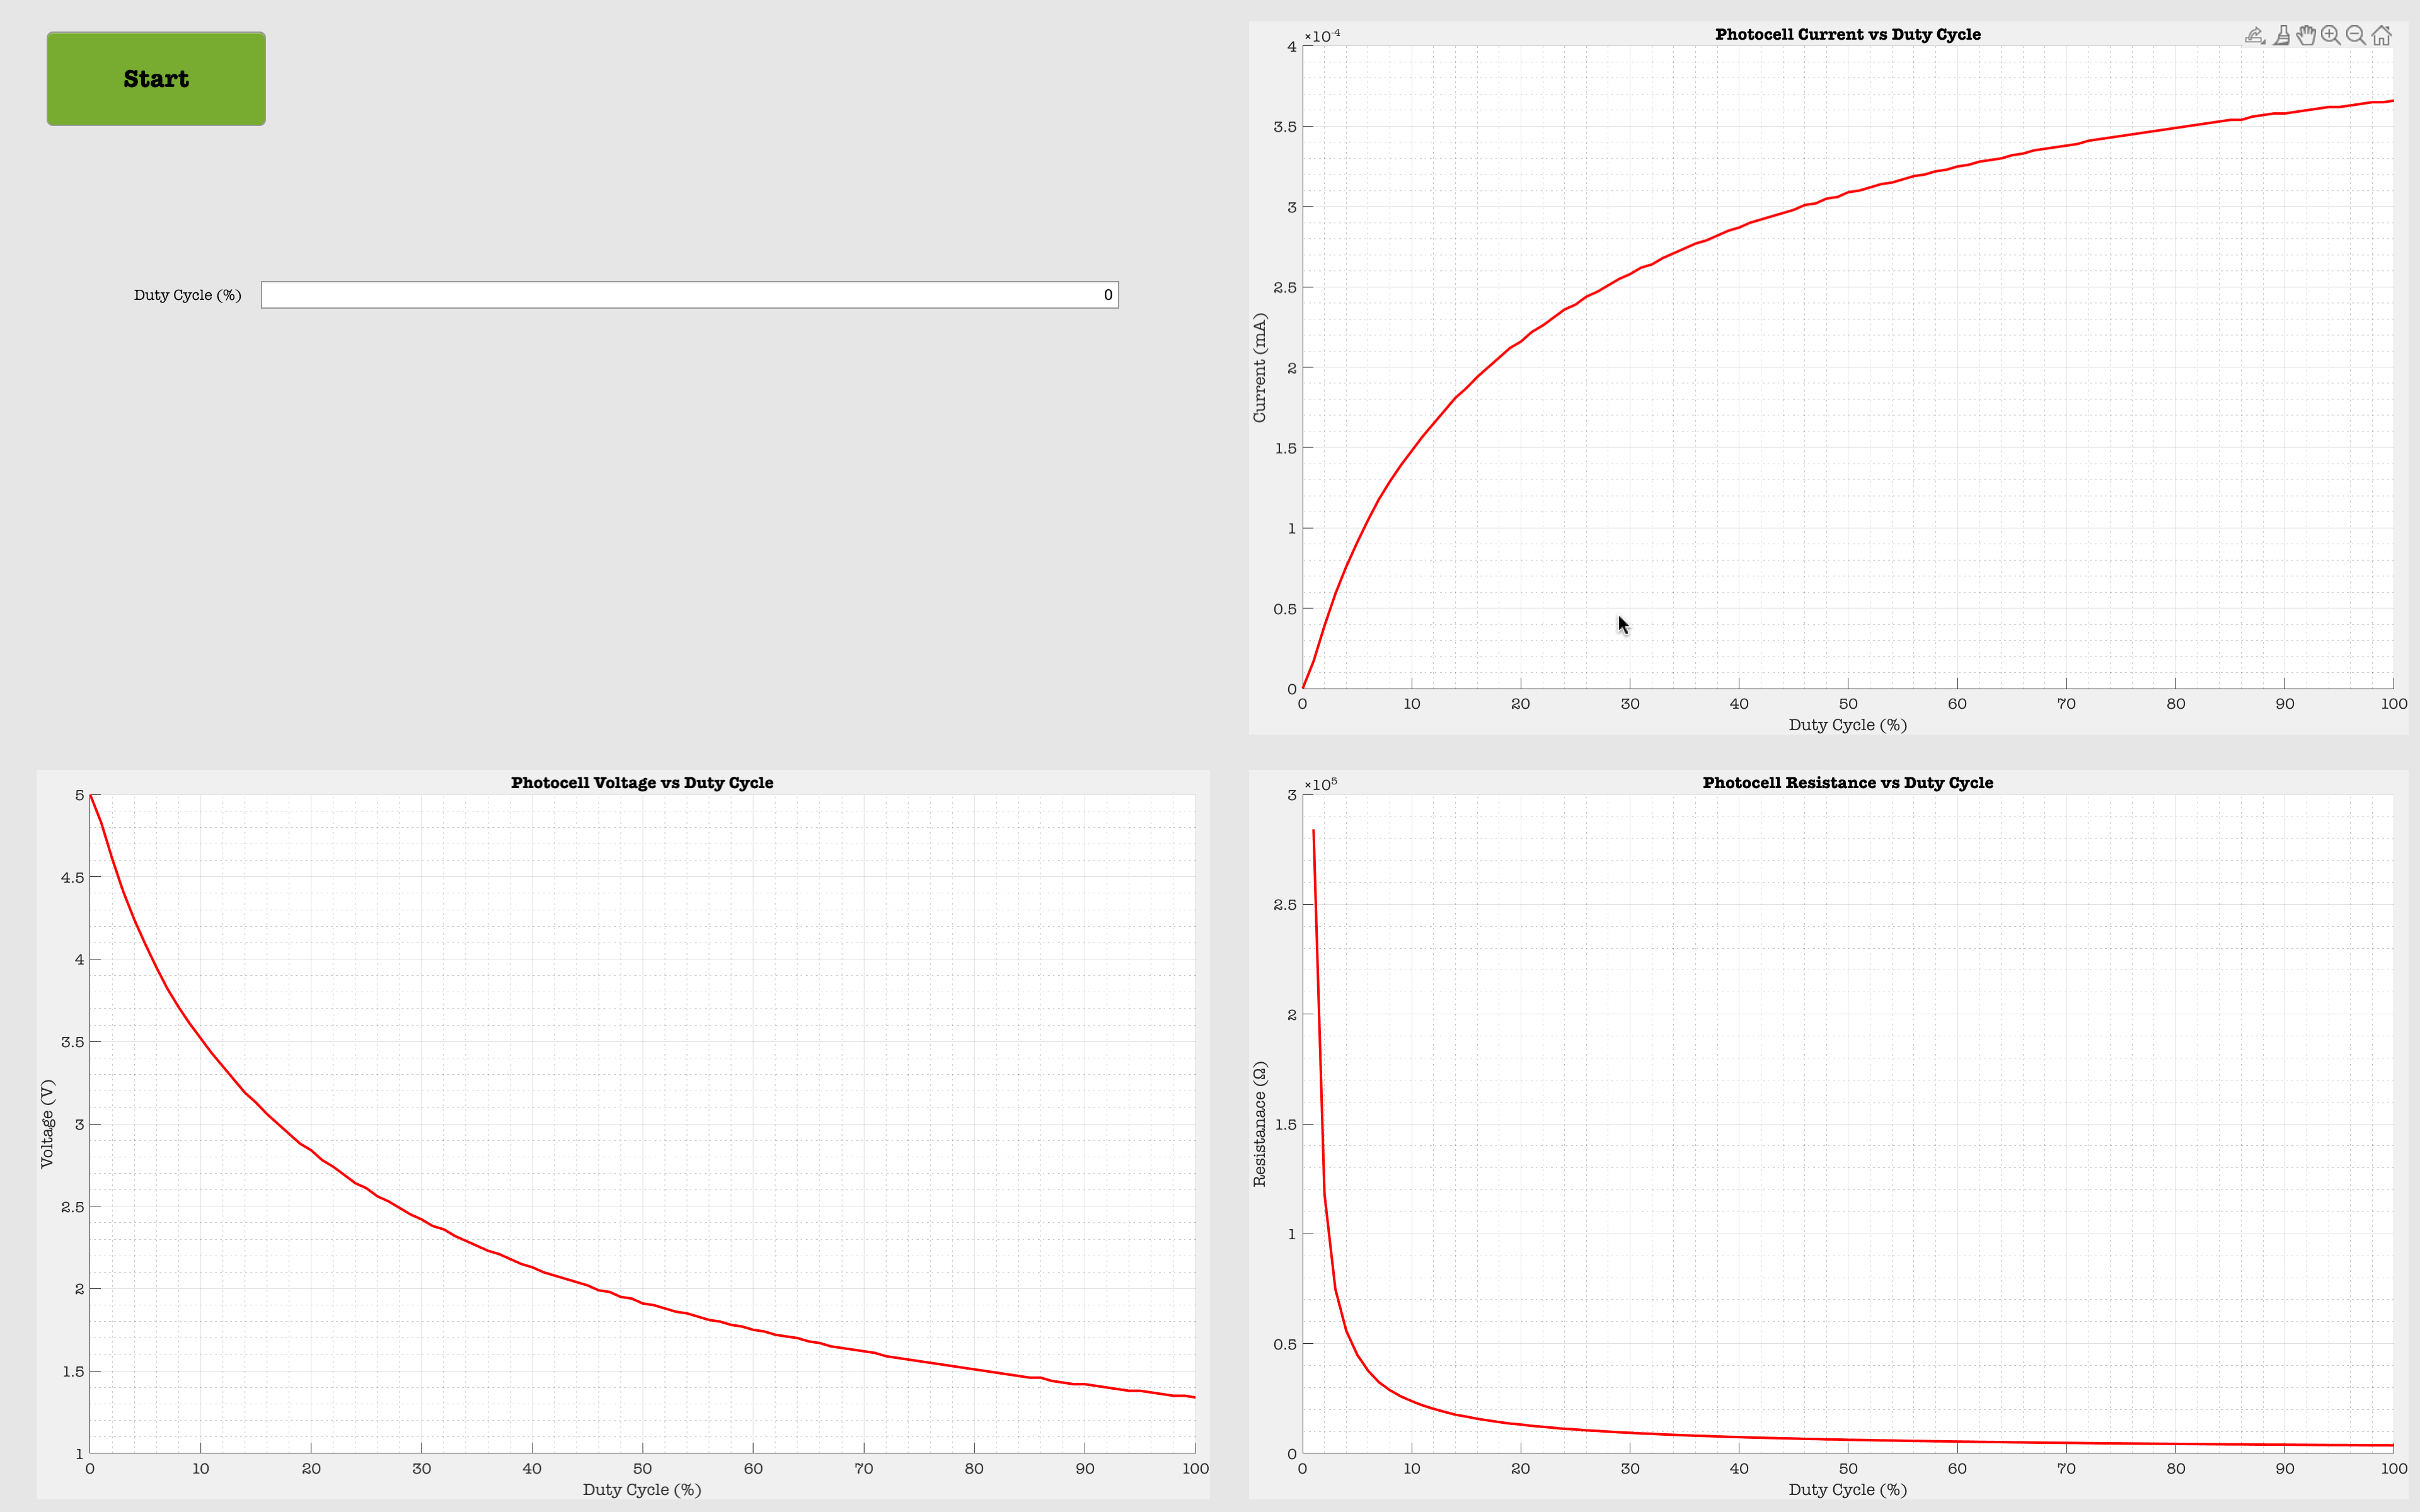 Start
Duty Cycle (%)
0
Photocell Current vs Duty Cycle
×10⁻⁴
4
3.5
3
2.5
2
1.5
1
0.5
0
Current (mA)
0 10 20 30 40 50 60 70 80 90 100
Duty Cycle (%)
Photocell Voltage vs Duty Cycle
5
4.5
4
3.5
3
2.5
2
1.5
1
Voltage (V)
0 10 20 30 40 50 60 70 80 90 100
Duty Cycle (%)
Photocell Resistance vs Duty Cycle
×10⁵
3
2.5
2
1.5
1
0.5
0
Resistanace (Ω)
0 10 20 30 40 50 60 70 80 90 100
Duty Cycle (%)